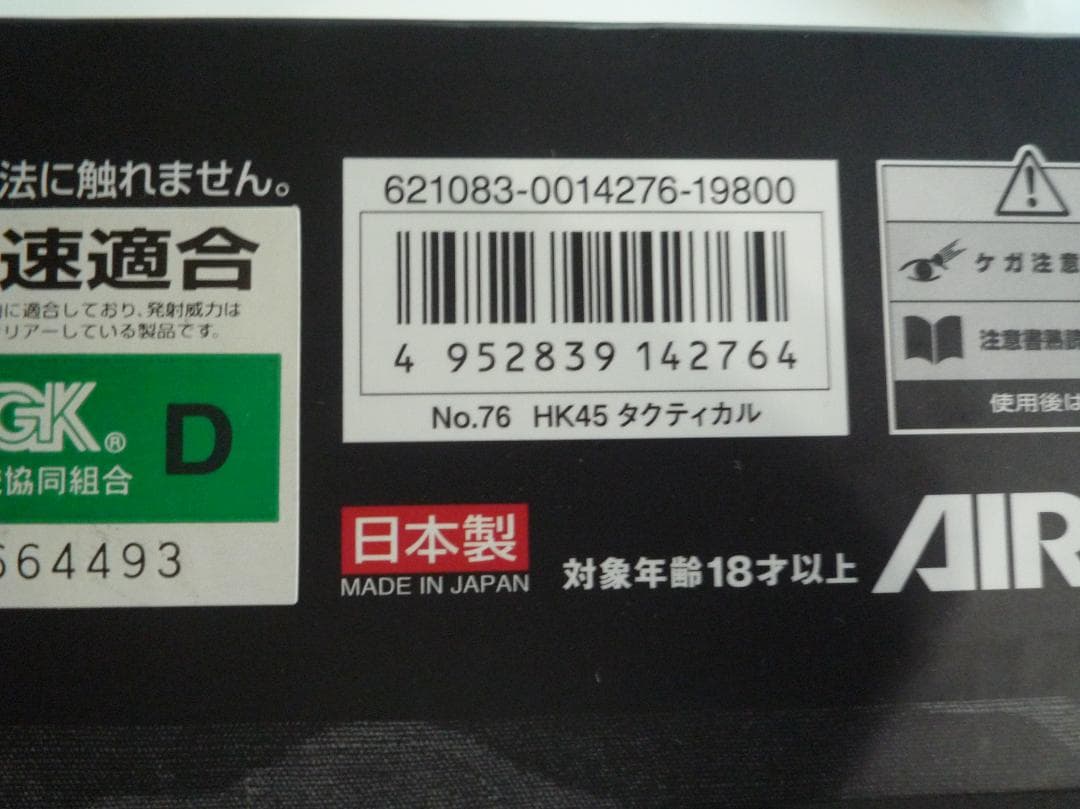 法に触れません。
速適合
に適合しており、発射威力は
リアーしている製品です。
GK® D
協同組合
664493
621083-0014276-19800
4 952839 142764
No.76 HK45 タクティカル
日本製
MADE IN JAPAN
対象年齢18才以上
ケガ注意
注意書熟読
使用後は
AIR